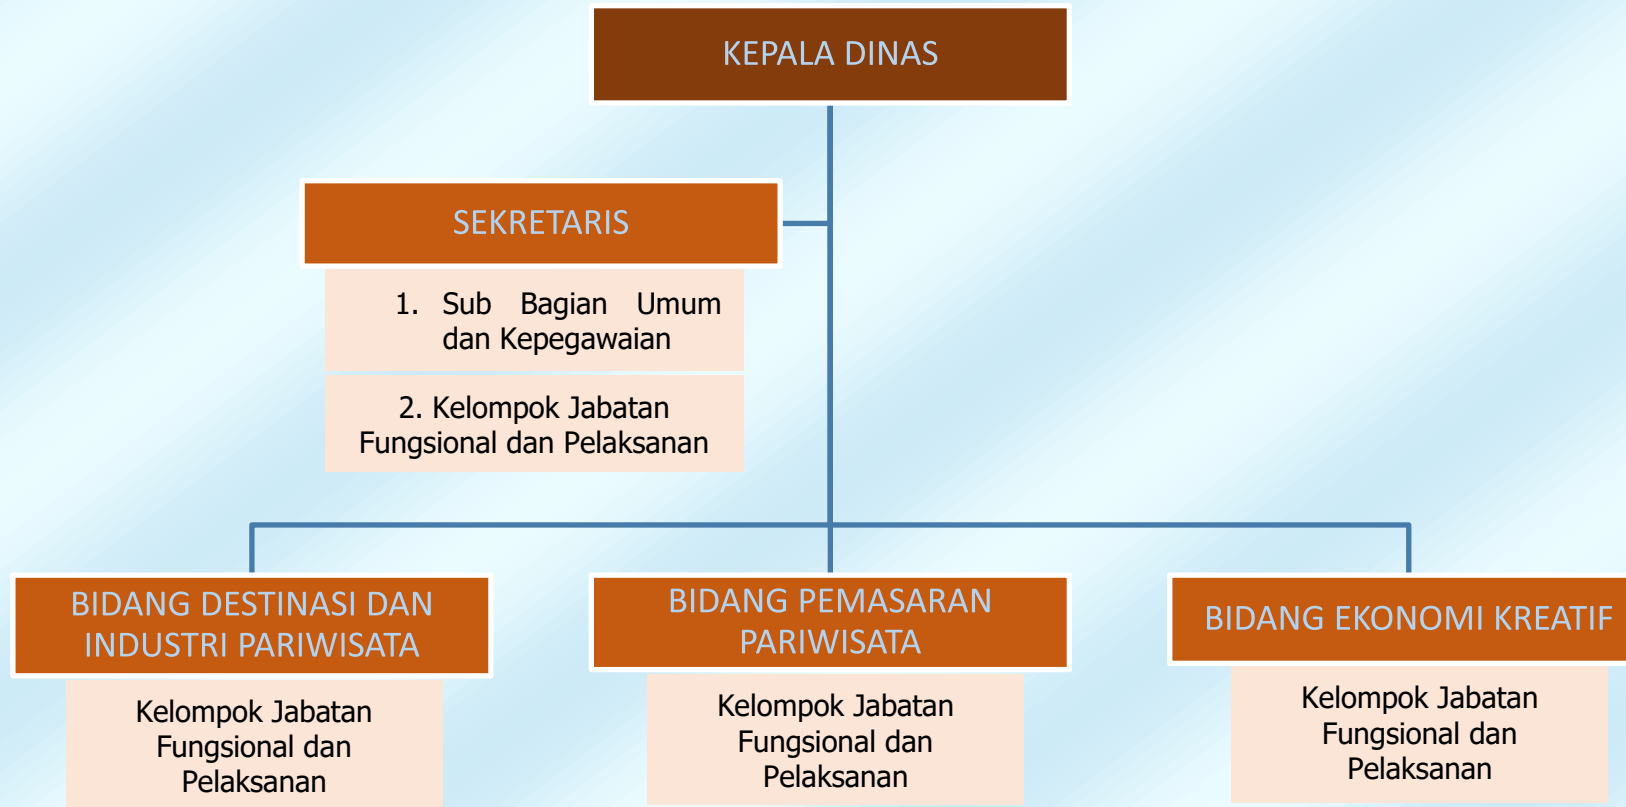 KEPALA DINAS
SEKRETARIS
1. Sub Bagian Umum
dan Kepegawaian
2. Kelompok Jabatan
Fungsional dan Pelaksanan
BIDANG DESTINASI DAN
INDUSTRI PARIWISATA
Kelompok Jabatan
Fungsional dan
Pelaksanan
BIDANG PEMASARAN
PARIWISATA
Kelompok Jabatan
Fungsional dan
Pelaksanan
BIDANG EKONOMI KREATIF
Kelompok Jabatan
Fungsional dan
Pelaksanan